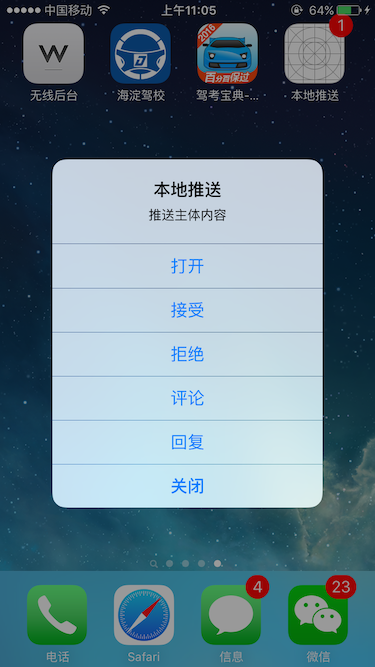 中国移动 上午11:05 64%
1
W
2016
百分百保过
无线后台 海淀驾校 驾考宝典-... 本地推送
本地推送
推送主体内容
打开
接受
拒绝
评论
回复
关闭
4 23
电话 Safari 信息 微信